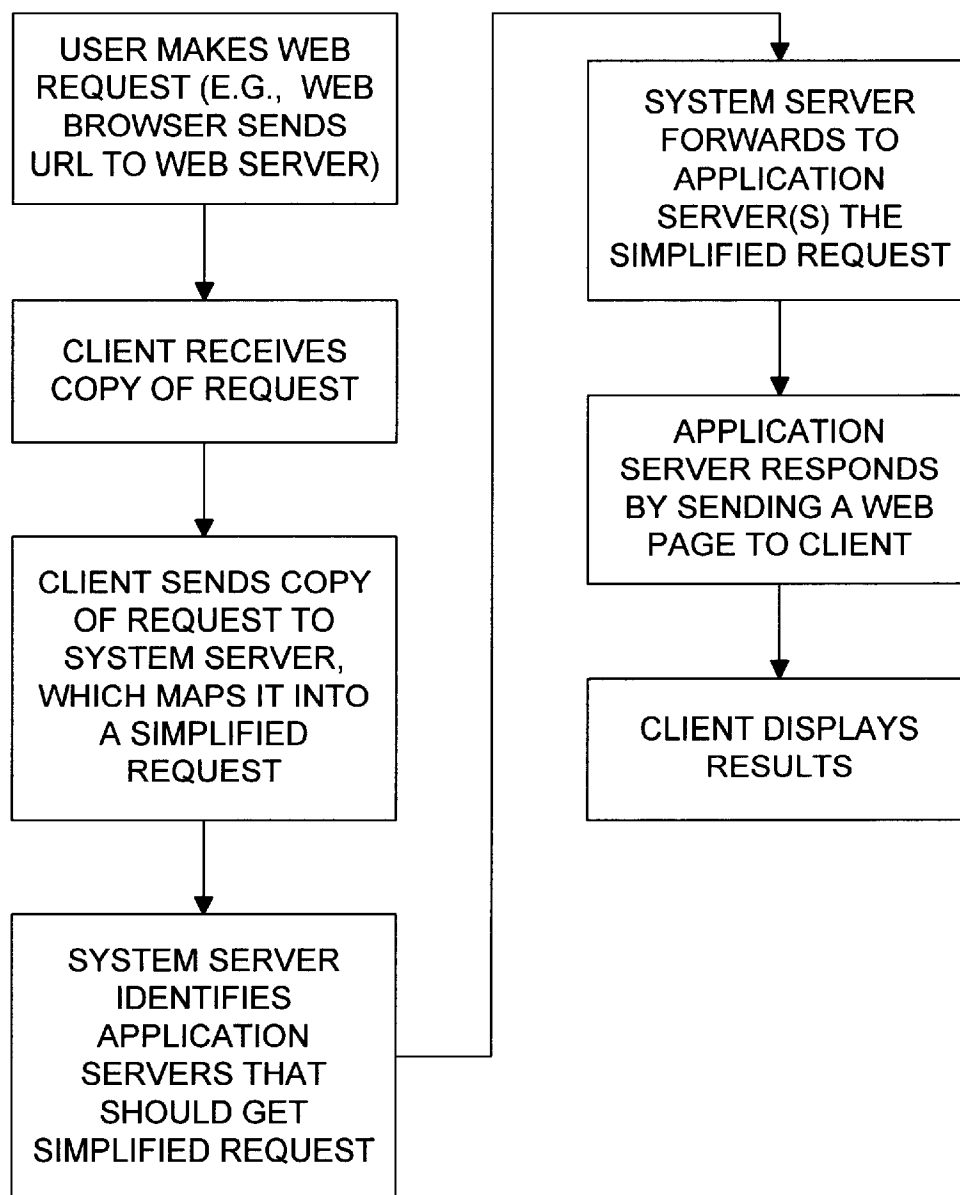 USER MAKES WEB
REQUEST (E.G., WEB
BROWSER SENDS
URL TO WEB SERVER)
CLIENT RECEIVES
COPY OF REQUEST
CLIENT SENDS COPY
OF REQUEST TO
SYSTEM SERVER,
WHICH MAPS IT INTO
A SIMPLIFIED
REQUEST
SYSTEM SERVER
IDENTIFIES
APPLICATION
SERVERS THAT
SHOULD GET
SIMPLIFIED REQUEST
SYSTEM SERVER
FORWARDS TO
APPLICATION
SERVER(S) THE
SIMPLIFIED REQUEST
APPLICATION
SERVER RESPONDS
BY SENDING A WEB
PAGE TO CLIENT
CLIENT DISPLAYS
RESULTS